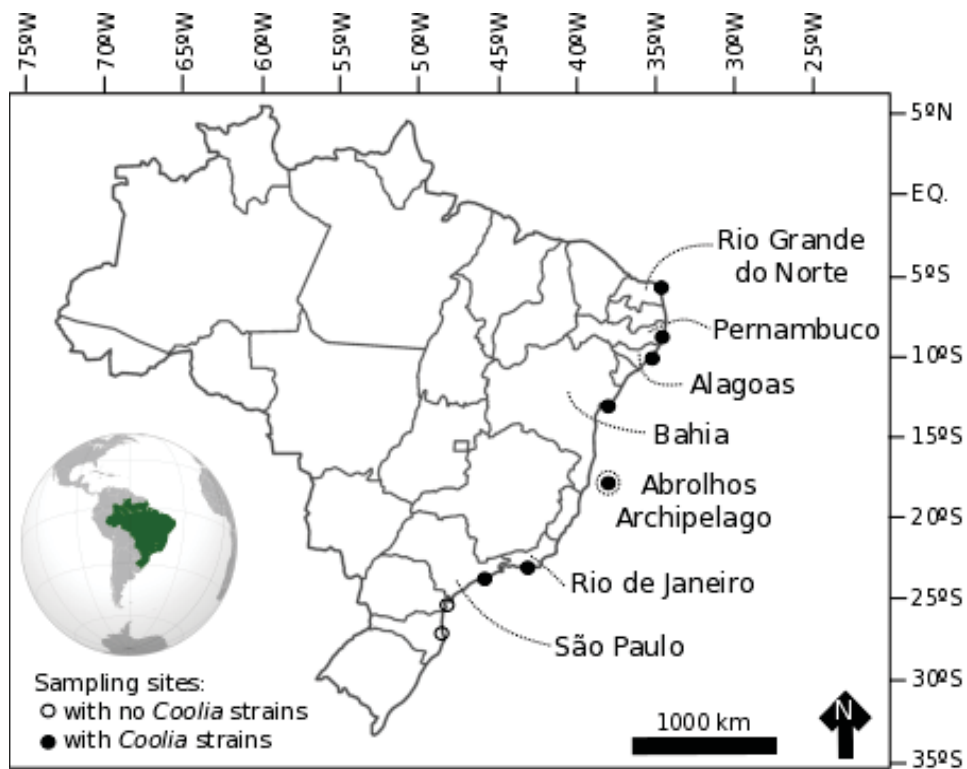 75ºW
70ºW
65ºW
60ºW
55ºW
50ºW
45ºW
40ºW
35ºW
30ºW
25ºW
5ºN
EQ.
5ºS
10ºS
15ºS
20ºS
25ºS
30ºS
35ºS
Rio Grande
do Norte
Pernambuco
Alagoas
Bahia
Abrolhos
Archipelago
Rio de Janeiro
São Paulo
Sampling sites:
with no Coolia strains
with Coolia strains
1000 km
N